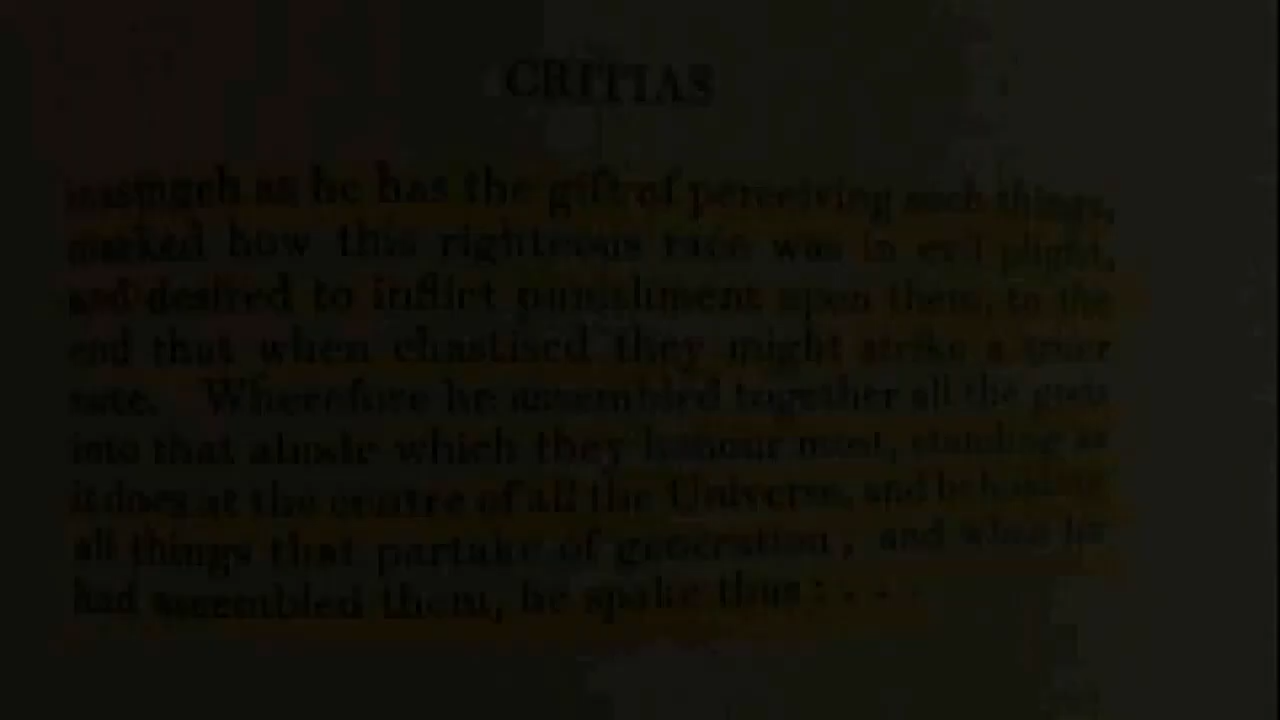 CRITIAS
inasmuch as he has the gift of perceiving such things,
marked how this righteous race was in evil plight,
and desired to inflict punishment upon them, to the
end that when chastised they might strike a truer
note. Wherefore he assembled together all the gods
into that abode which they honour most, standing as
it does at the centre of all the Universe, and beholding
all things that partake of generation, and when he
had assembled them, he spake thus : . .